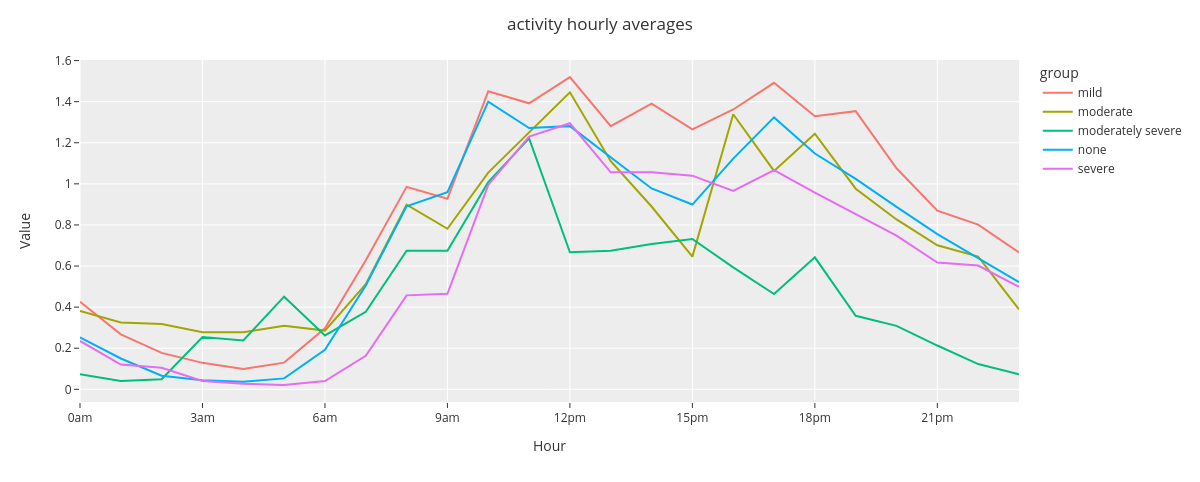 activity hourly averages
1.6
1.4
1.2
1
0.8
0.6
0.4
0.2
0
Value
0am 3am 6am 9am 12pm 15pm 18pm 21pm
Hour
group
mild
moderate
moderately severe
none
severe